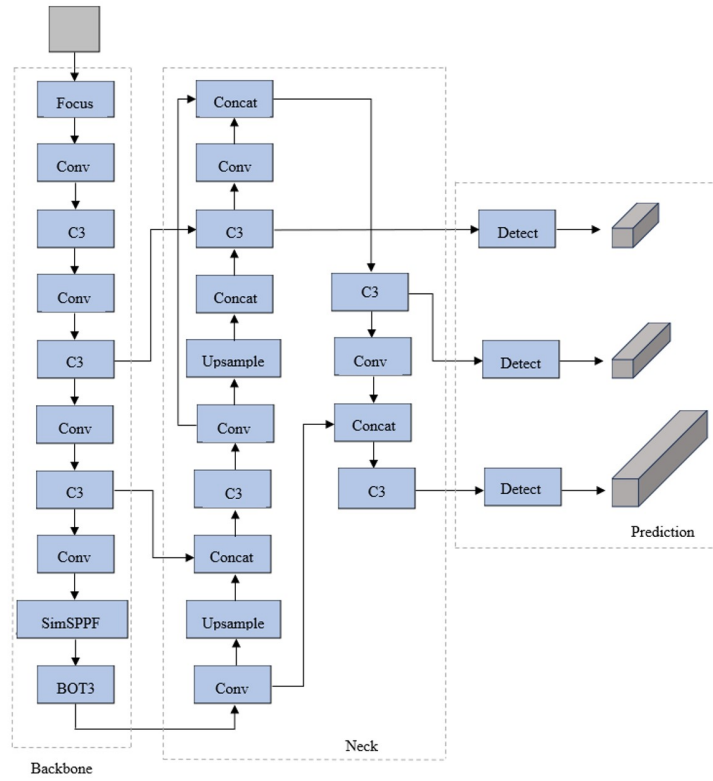 Focus
Conv
C3
Conv
C3
Conv
C3
Conv
SimSPPF
BOT3
Backbone
Concat
Conv
C3
Concat
Upsample
Conv
C3
Concat
Upsample
Conv
C3
Conv
Concat
C3
Neck
Detect
Detect
Detect
Prediction